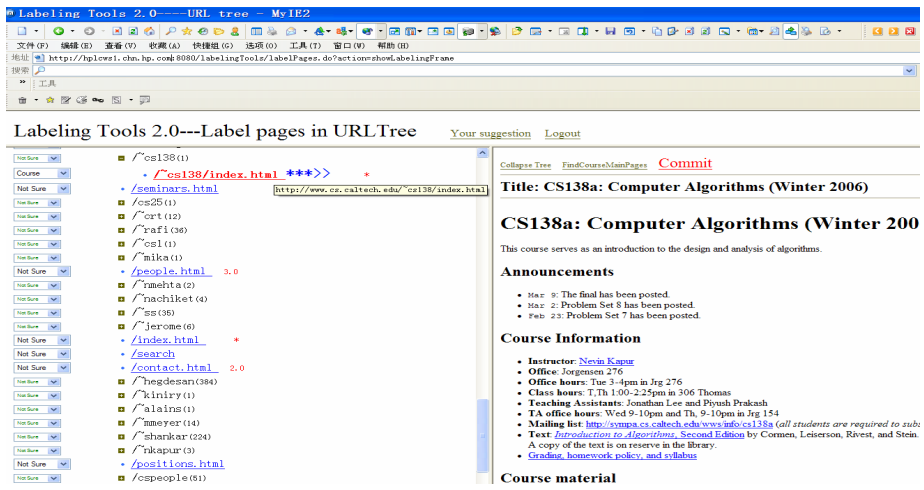 Labeling Tools 2.0----URL tree - MyIE2
文件(F) 编辑(E) 查看(V) 收藏(A) 快捷组(G) 选项(O) 工具(T) 窗口(W) 帮助(H)
地址 http://hplcws1.chn.hp.com:8080/labelingTools/labelPages.do?action=showLabelingFrame
搜索
» 工具
Labeling Tools 2.0---Label pages in URLTree Your suggestion Logout
Not Sure /~cs138(1)
Course /~cs138/index.html ***>> *
Not Sure /seminars.html
http://www.cs.caltech.edu/~cs138/index.html
Not Sure /cs25(1)
Not Sure /~crt(12)
Not Sure /~rafi(36)
Not Sure /~csl(1)
Not Sure /~mika(1)
Not Sure /people.html 3.0
Not Sure /~nmehta(2)
Not Sure /~nachiket(4)
Not Sure /~ss(35)
Not Sure /~jerome(6)
Not Sure /index.html *
Not Sure /search
Not Sure /contact.html 2.0
Not Sure /~hegdesan(384)
Not Sure /~kiniry(1)
Not Sure /~alains(1)
Not Sure /~mmeyer(14)
Not Sure /~shankar(224)
Not Sure /~nkapur(3)
Not Sure /positions.html
Not Sure /cspeople(51)
Collapse Tree FindCourseMainPages Commit
Title: CS138a: Computer Algorithms (Winter 2006)
CS138a: Computer Algorithms (Winter 200
This course serves as an introduction to the design and analysis of algorithms.
Announcements
• Mar 9: The final has been posted.
• Mar 2: Problem Set 8 has been posted.
• Feb 23: Problem Set 7 has been posted.
Course Information
• Instructor: Nevin Kapur
• Office: Jorgensen 276
• Office hours: Tue 3-4pm in Jrg 276
• Class hours: T,Th 1:00-2:25pm in 306 Thomas
• Teaching Assistants: Jonathan Lee and Piyush Prakash
• TA office hours: Wed 9-10pm and Th, 9-10pm in Jrg 154
• Mailing list: http://sympa.cs.caltech.edu/wws/info/cs138a (all students are required to subs
• Text: Introduction to Algorithms, Second Edition by Cormen, Leiserson, Rivest, and Stein.
A copy of the text is on reserve in the library.
• Grading, homework policy, and syllabus
Course material